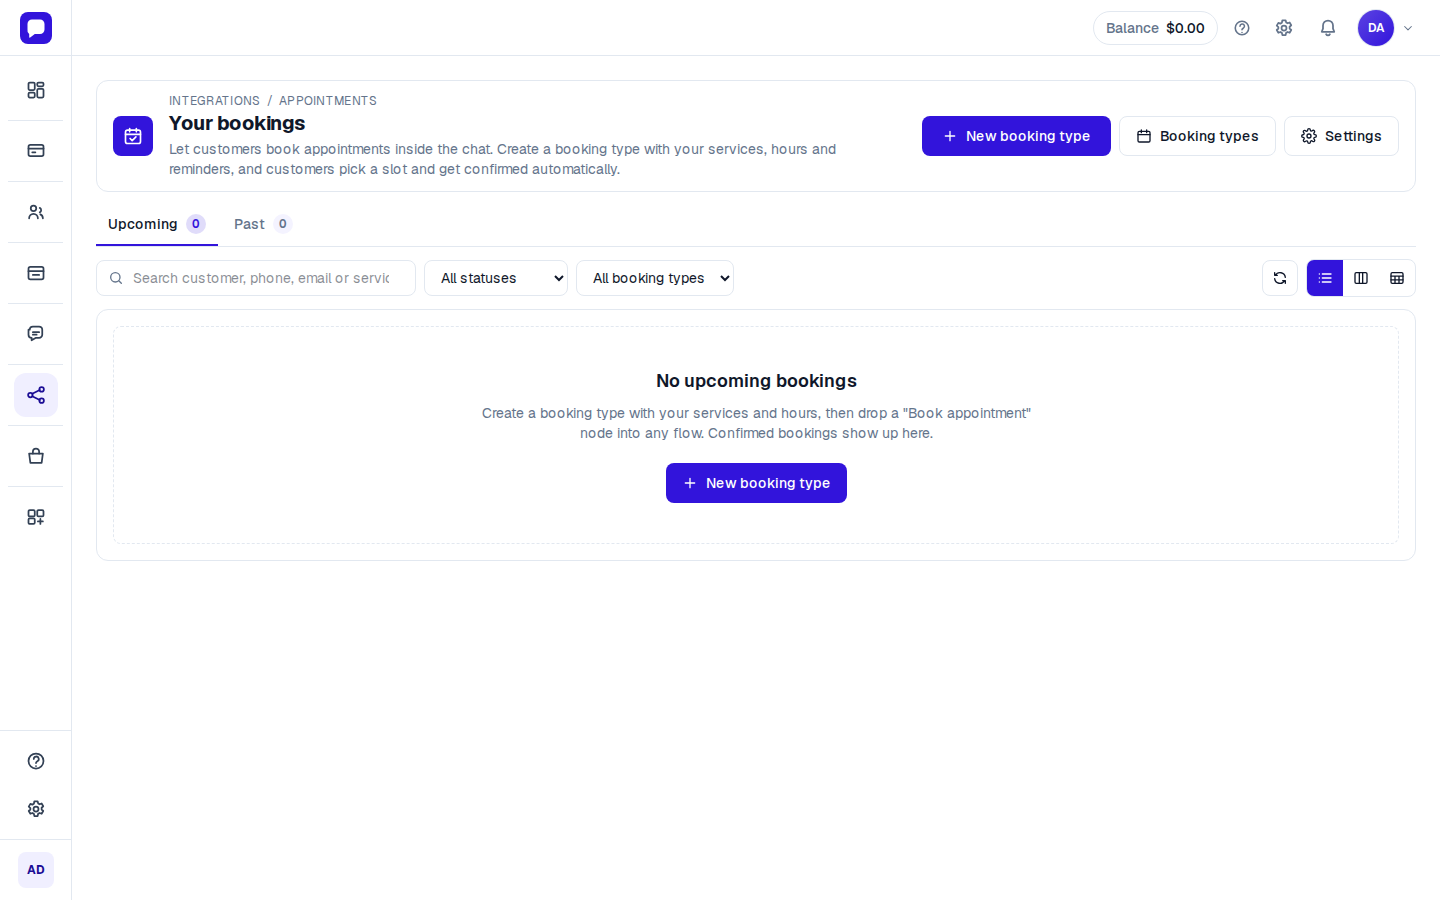 Balance $0.00
DA
INTEGRATIONS / APPOINTMENTS
Your bookings
Let customers book appointments inside the chat. Create a booking type with your services, hours and
reminders, and customers pick a slot and get confirmed automatically.
New booking type
Booking types
Settings
Upcoming 0
Past 0
Search customer, phone, email or servic
All statuses
All booking types
No upcoming bookings
Create a booking type with your services and hours, then drop a "Book appointment"
node into any flow. Confirmed bookings show up here.
New booking type
AD